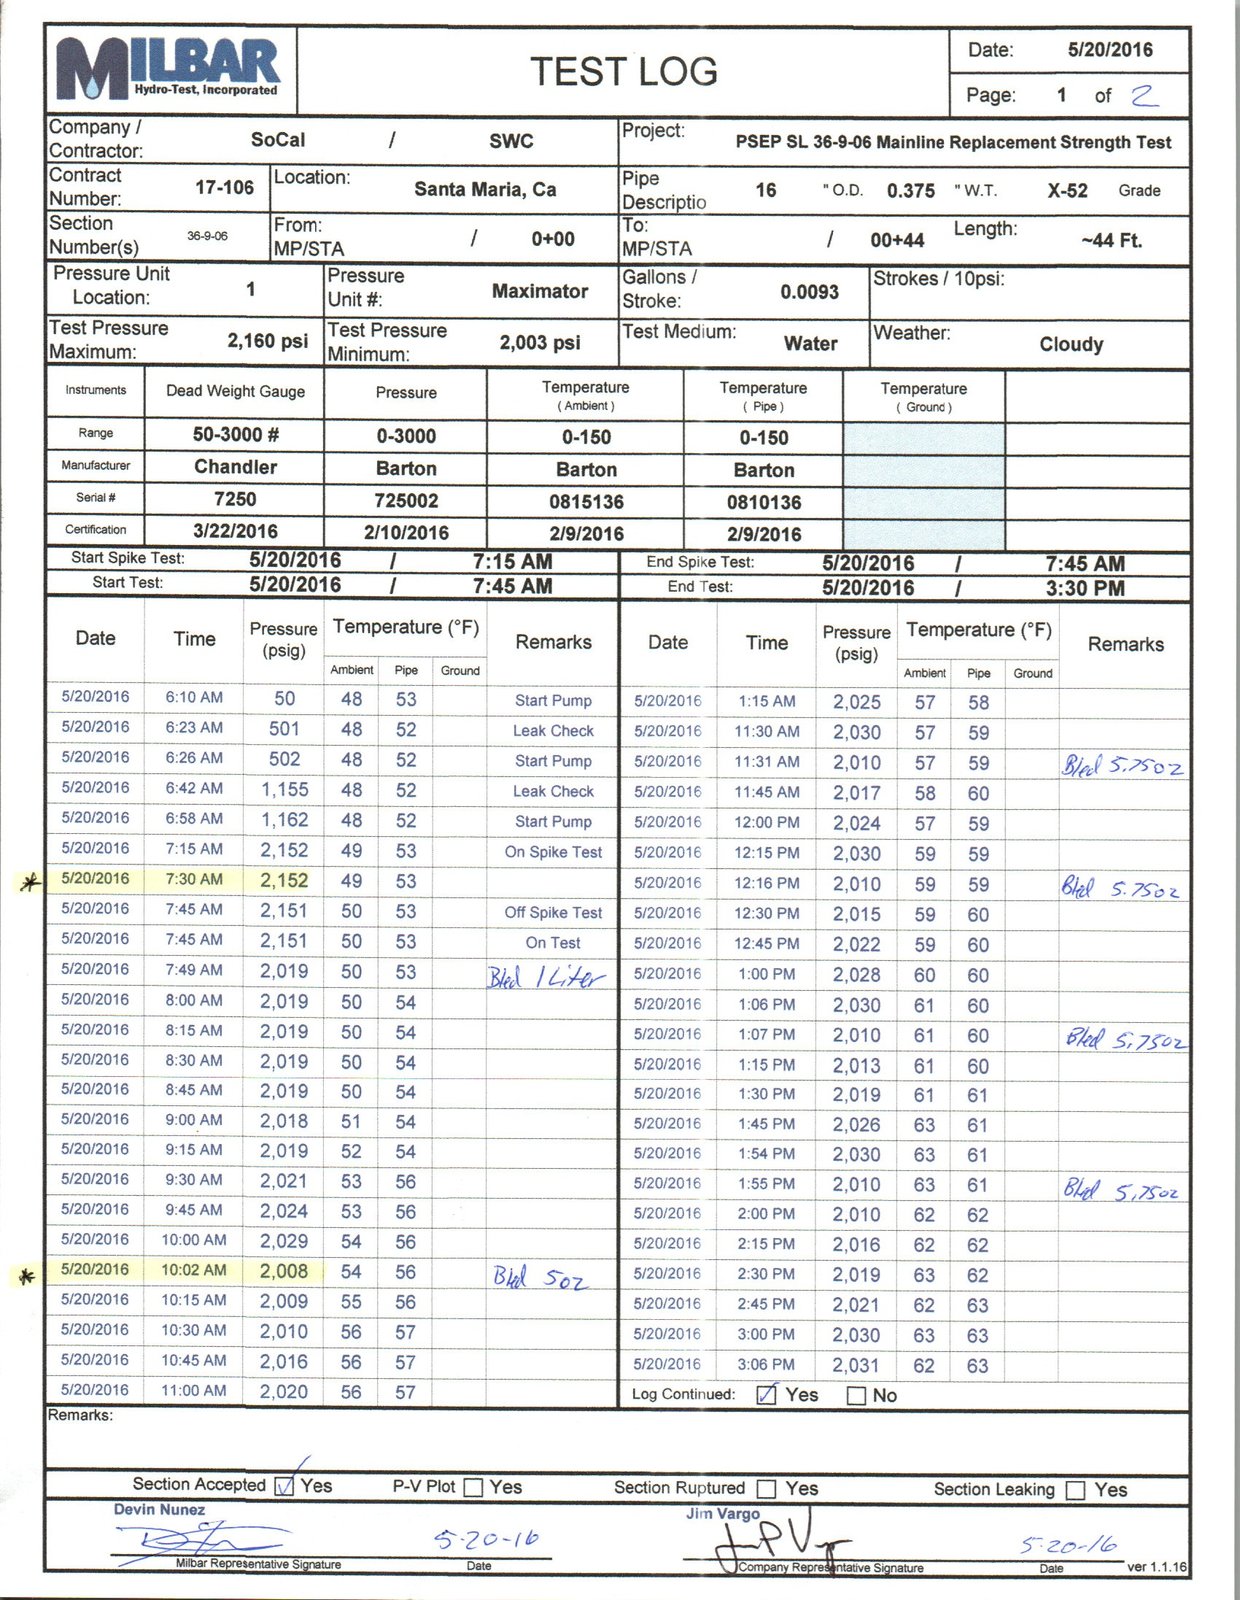 MILBAR
Hydro-Test, Incorporated
TEST LOG
Date: 5/20/2016
Page: 1 of 2
Company / Contractor: SoCal / SWC
Project: PSEP SL 36-9-06 Mainline Replacement Strength Test
Contract Number: 17-106
Location: Santa Maria, Ca
Pipe Descriptio 16 " O.D. 0.375 " W.T. X-52 Grade
Section Number(s) 36-9-06
From: MP/STA / 0+00
To: MP/STA / 00+44
Length: ~44 Ft.
Pressure Unit Location: 1
Pressure Unit #: Maximator
Gallons / Stroke: 0.0093
Strokes / 10psi:
Test Pressure Maximum: 2,160 psi
Test Pressure Minimum: 2,003 psi
Test Medium: Water
Weather: Cloudy
Instruments Dead Weight Gauge Pressure Temperature ( Ambient ) Temperature ( Pipe ) Temperature ( Ground )
Range 50-3000 # 0-3000 0-150 0-150
Manufacturer Chandler Barton Barton Barton
Serial # 7250 725002 0815136 0810136
Certification 3/22/2016 2/10/2016 2/9/2016 2/9/2016
Start Spike Test: 5/20/2016 / 7:15 AM
End Spike Test: 5/20/2016 / 7:45 AM
Start Test: 5/20/2016 / 7:45 AM
End Test: 5/20/2016 / 3:30 PM
Date Time Pressure (psig) Temperature (°F) Remarks
Ambient Pipe Ground
5/20/2016 6:10 AM 50 48 53 Start Pump
5/20/2016 6:23 AM 501 48 52 Leak Check
5/20/2016 6:26 AM 502 48 52 Start Pump
5/20/2016 6:42 AM 1,155 48 52 Leak Check
5/20/2016 6:58 AM 1,162 48 52 Start Pump
5/20/2016 7:15 AM 2,152 49 53 On Spike Test
* 5/20/2016 7:30 AM 2,152 49 53
5/20/2016 7:45 AM 2,151 50 53 Off Spike Test
5/20/2016 7:45 AM 2,151 50 53 On Test
5/20/2016 7:49 AM 2,019 50 53 Bled 1 Liter
5/20/2016 8:00 AM 2,019 50 54
5/20/2016 8:15 AM 2,019 50 54
5/20/2016 8:30 AM 2,019 50 54
5/20/2016 8:45 AM 2,019 50 54
5/20/2016 9:00 AM 2,018 51 54
5/20/2016 9:15 AM 2,019 52 54
5/20/2016 9:30 AM 2,021 53 56
5/20/2016 9:45 AM 2,024 53 56
5/20/2016 10:00 AM 2,029 54 56
* 5/20/2016 10:02 AM 2,008 54 56 Bled 5oz
5/20/2016 10:15 AM 2,009 55 56
5/20/2016 10:30 AM 2,010 56 57
5/20/2016 10:45 AM 2,016 56 57
5/20/2016 11:00 AM 2,020 56 57
Date Time Pressure (psig) Temperature (°F) Remarks
Ambient Pipe Ground
5/20/2016 1:15 AM 2,025 57 58
5/20/2016 11:30 AM 2,030 57 59
5/20/2016 11:31 AM 2,010 57 59 Bled 5.75oz
5/20/2016 11:45 AM 2,017 58 60
5/20/2016 12:00 PM 2,024 57 59
5/20/2016 12:15 PM 2,030 59 59
5/20/2016 12:16 PM 2,010 59 59 Bled 5.75oz
5/20/2016 12:30 PM 2,015 59 60
5/20/2016 12:45 PM 2,022 59 60
5/20/2016 1:00 PM 2,028 60 60
5/20/2016 1:06 PM 2,030 61 60
5/20/2016 1:07 PM 2,010 61 60 Bled 5.75oz
5/20/2016 1:15 PM 2,013 61 60
5/20/2016 1:30 PM 2,019 61 61
5/20/2016 1:45 PM 2,026 63 61
5/20/2016 1:54 PM 2,030 63 61
5/20/2016 1:55 PM 2,010 63 61 Bled 5.75oz
5/20/2016 2:00 PM 2,010 62 62
5/20/2016 2:15 PM 2,016 62 62
5/20/2016 2:30 PM 2,019 63 62
5/20/2016 2:45 PM 2,021 62 63
5/20/2016 3:00 PM 2,030 63 63
5/20/2016 3:06 PM 2,031 62 63
Log Continued: Yes No
Remarks:
Section Accepted Yes P-V Plot Yes Section Ruptured Yes Section Leaking Yes
Devin Nunez 5-20-16
Milbar Representative Signature Date
Jim Vargo 5-20-16
Company Representative Signature Date
ver 1.1.16